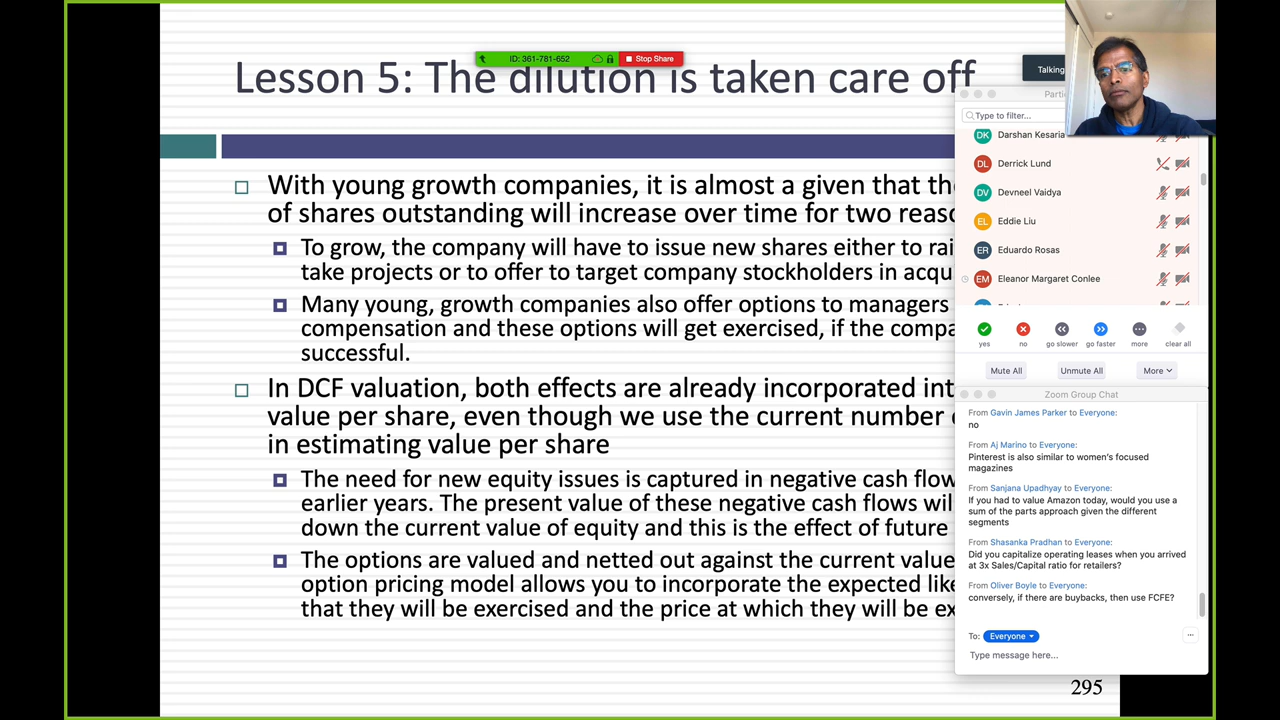 ID: 361-781-652
Stop Share
Lesson 5: The dilution is taken care off
Talking
With young growth companies, it is almost a given that the
of shares outstanding will increase over time for two reaso
To grow, the company will have to issue new shares either to rai
take projects or to offer to target company stockholders in acqu
Many young, growth companies also offer options to managers
compensation and these options will get exercised, if the compa
successful.
In DCF valuation, both effects are already incorporated int
value per share, even though we use the current number
in estimating value per share
The need for new equity issues is captured in negative cash flow
earlier years. The present value of these negative cash flows wil
down the current value of equity and this is the effect of future
The options are valued and netted out against the current value
option pricing model allows you to incorporate the expected like
that they will be exercised and the price at which they will be ex
295
Parti
Type to filter...
DK Darshan Kesaria
DL Derrick Lund
DV Devneel Vaidya
EL Eddie Liu
ER Eduardo Rosas
EM Eleanor Margaret Conlee
yes no go slower go faster more clear all
Mute All Unmute All More
Zoom Group Chat
From Gavin James Parker to Everyone:
no
From Aj Marino to Everyone:
Pinterest is also similar to women's focused
magazines
From Sanjana Upadhyay to Everyone:
If you had to value Amazon today, would you use a
sum of the parts approach given the different
segments
From Shasanka Pradhan to Everyone:
Did you capitalize operating leases when you arrived
at 3x Sales/Capital ratio for retailers?
From Oliver Boyle to Everyone:
conversely, if there are buybacks, then use FCFE?
To: Everyone
Type message here...